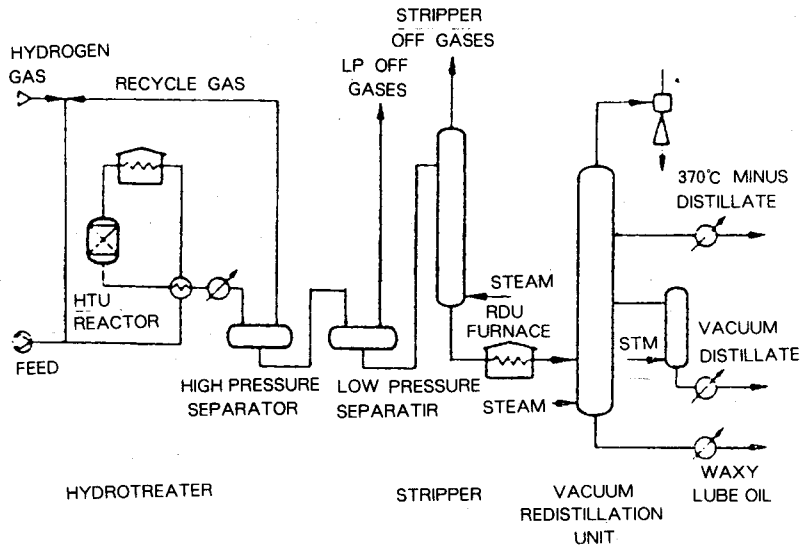 STRIPPER
OFF GASES
HYDROGEN
GAS
LP OFF
GASES
RECYCLE GAS
370°C MINUS
DISTILLATE
STEAM
HTU
REACTOR
RDU
FURNACE
STM
VACUUM
DISTILLATE
FEED
HIGH PRESSURE
SEPARATOR
LOW PRESSURE
SEPARATIR
STEAM
WAXY
LUBE OIL
HYDROTREATER
STRIPPER
VACUUM
REDISTILLATION
UNIT